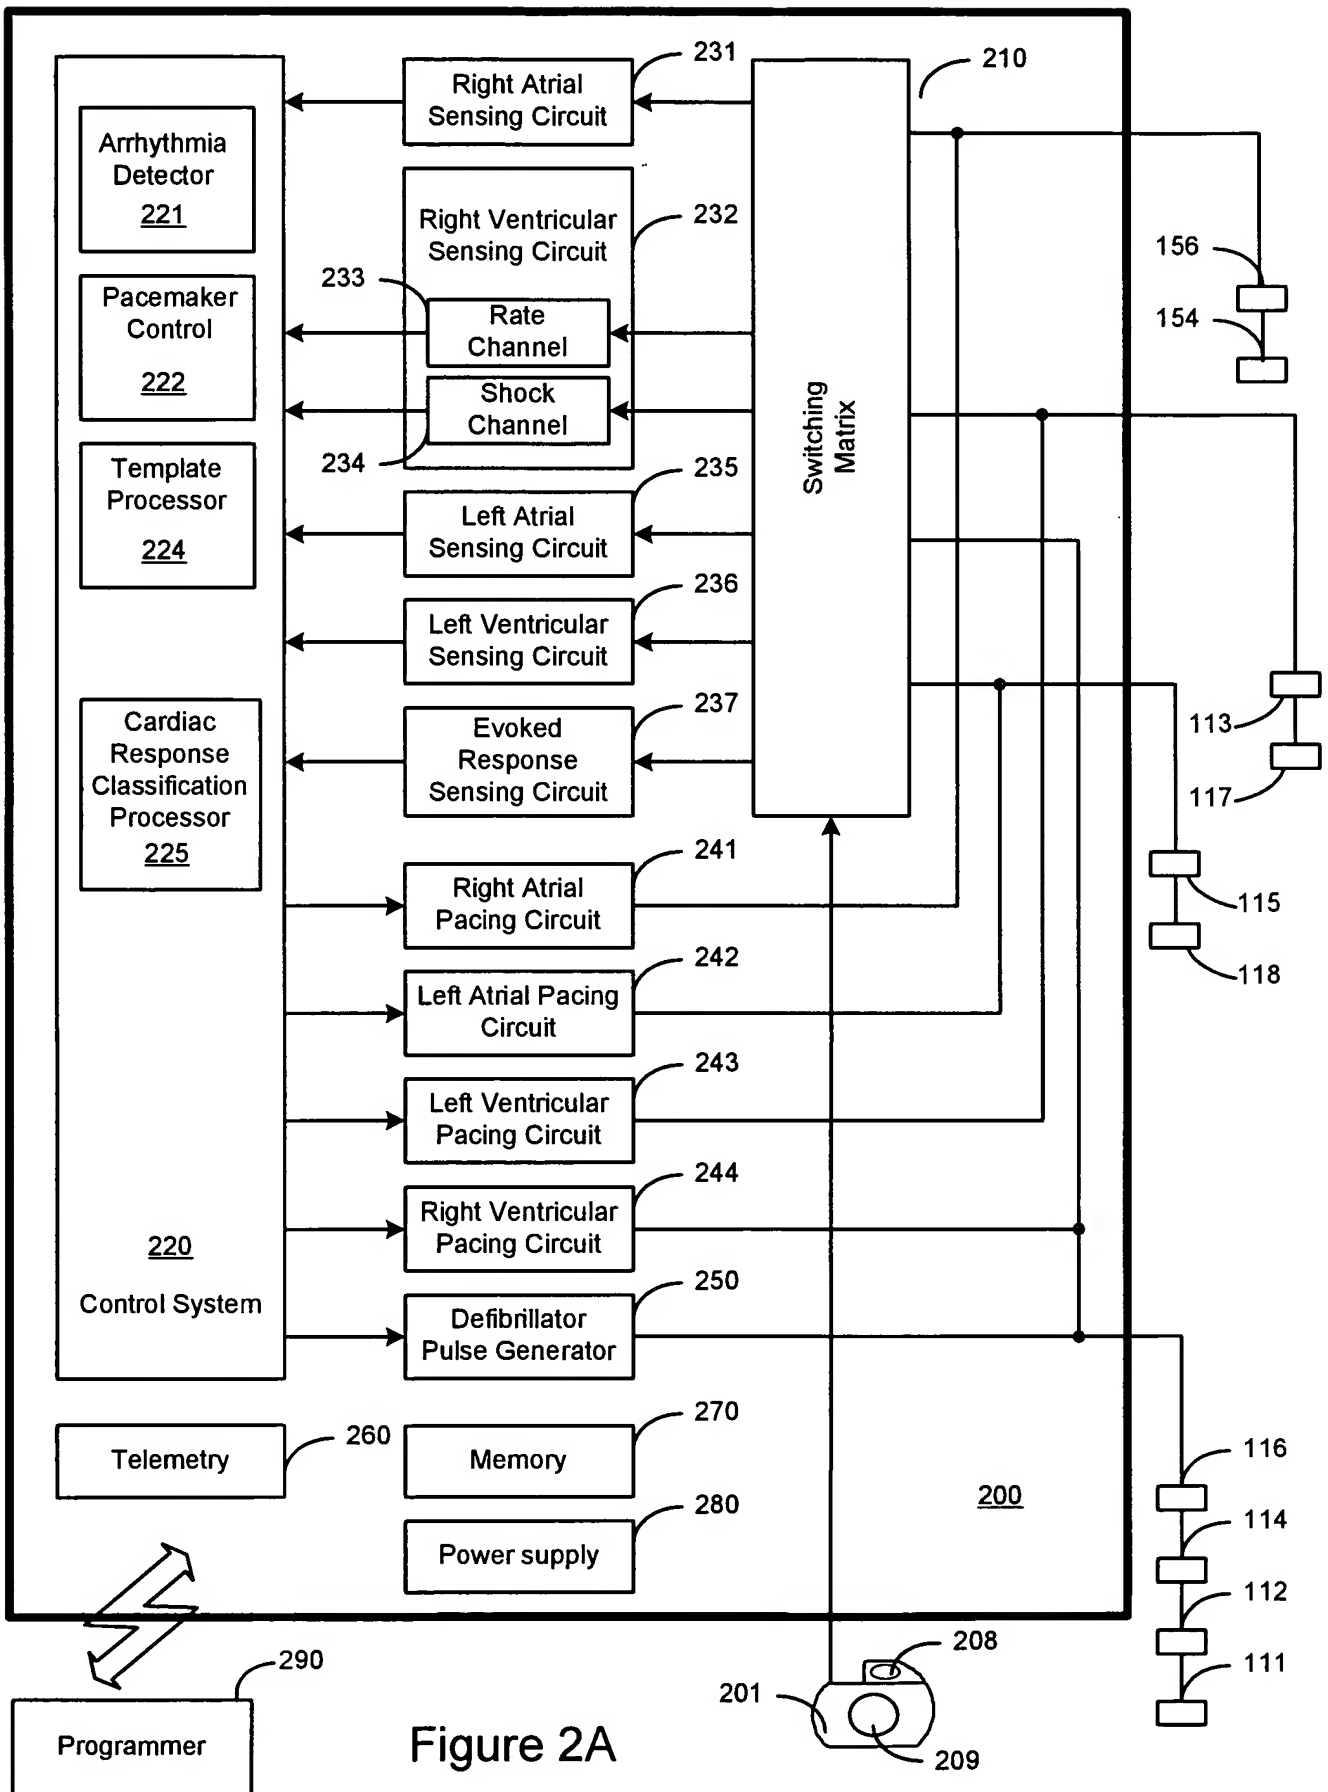 Right Atrial
Sensing Circuit
231
210
Arrhythmia
Detector
221
Right Ventricular
Sensing Circuit
232
233
Rate
Channel
Shock
Channel
234
Pacemaker
Control
222
Template
Processor
224
Left Atrial
Sensing Circuit
235
Left Ventricular
Sensing Circuit
236
Evoked
Response
Sensing Circuit
237
Cardiac
Response
Classification
Processor
225
Switching
Matrix
156
154
113
117
115
118
Right Atrial
Pacing Circuit
241
Left Atrial Pacing
Circuit
242
Left Ventricular
Pacing Circuit
243
Right Ventricular
Pacing Circuit
244
220
Control System
Defibrillator
Pulse Generator
250
Telemetry
260
Memory
270
Power supply
280
200
116
114
112
111
290
Programmer
208
201
209
Figure 2A